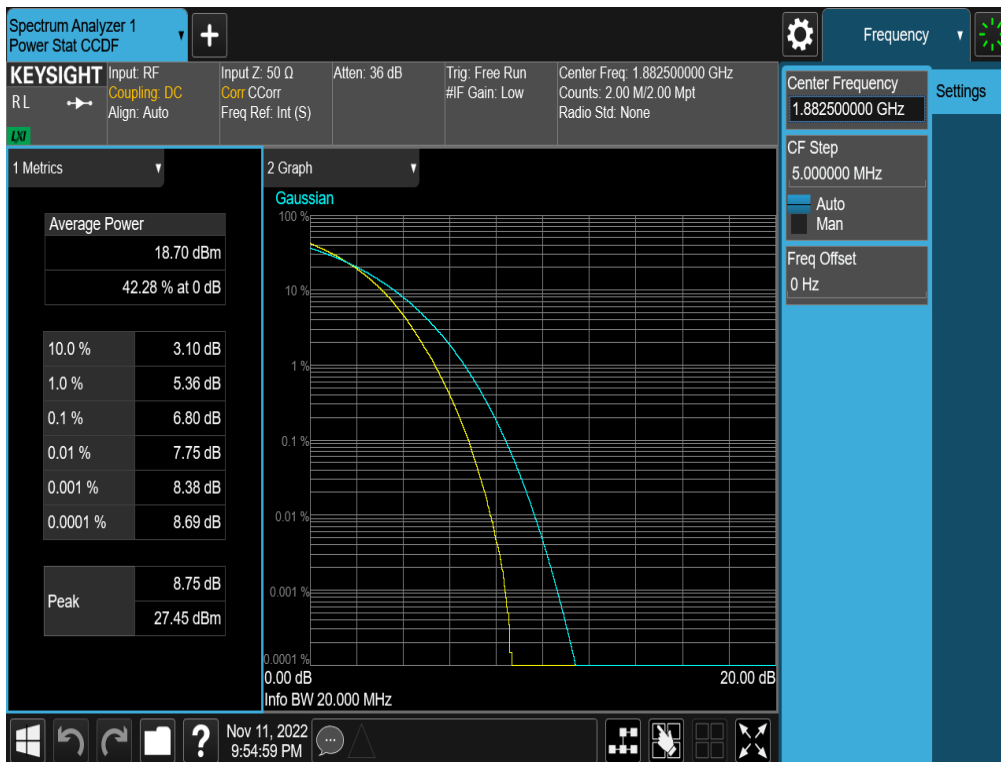 Spectrum Analyzer 1
Power Stat CCDF
+
Frequency
KEYSIGHT
RL
LXI
Input: RF
Coupling: DC
Align: Auto
Input Z: 50 Ω
Corr CCorr
Freq Ref: Int (S)
Atten: 36 dB
Trig: Free Run
#IF Gain: Low
Center Freq: 1.882500000 GHz
Counts: 2.00 M/2.00 Mpt
Radio Std: None
Center Frequency
1.882500000 GHz
Settings
CF Step
5.000000 MHz
Auto
Man
Freq Offset
0 Hz
1 Metrics
Average Power
18.70 dBm
42.28 % at 0 dB
10.0 % 3.10 dB
1.0 % 5.36 dB
0.1 % 6.80 dB
0.01 % 7.75 dB
0.001 % 8.38 dB
0.0001 % 8.69 dB
Peak
8.75 dB
27.45 dBm
2 Graph
Gaussian
100 %
10 %
1 %
0.1 %
0.01 %
0.001 %
0.0001 %
0.00 dB 20.00 dB
Info BW 20.000 MHz
?
Nov 11, 2022
9:54:59 PM